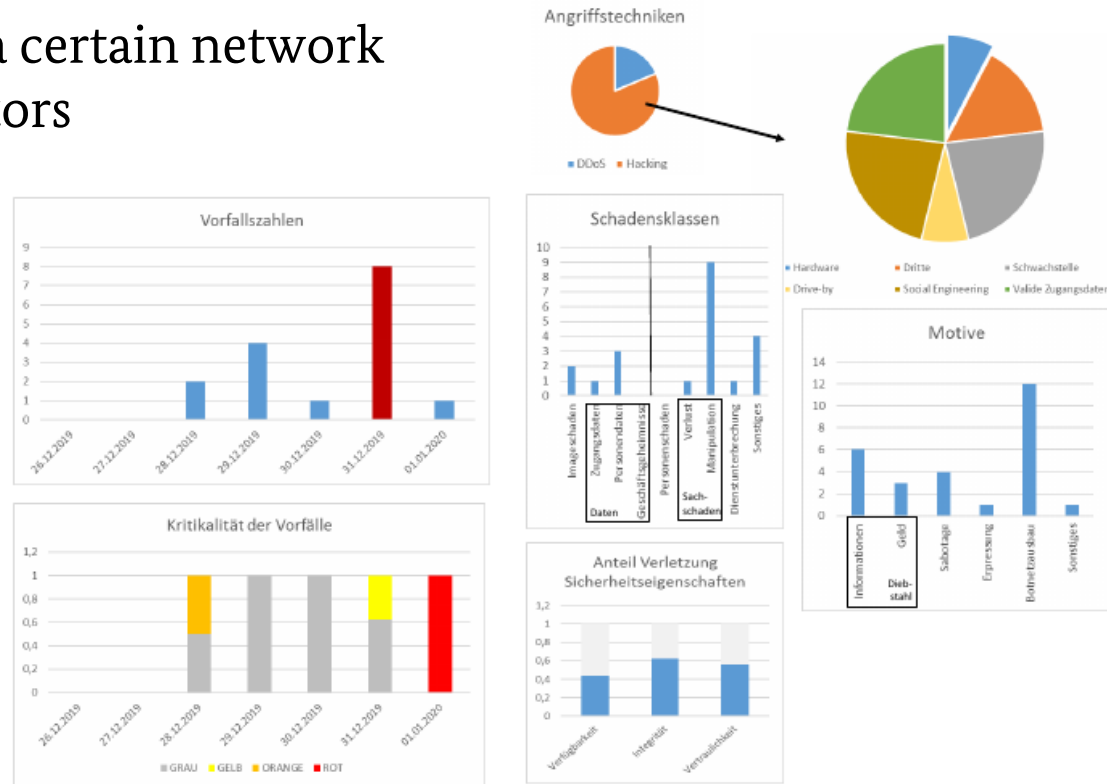 a certain network
tors
Angriffstechniken
DDoS Hacking
Hardware Dritte Schwachstelle
Drive-by Social Engineering Valide Zugangsdaten
Vorfallszahlen
9
8
7
6
5
4
3
2
1
0
26.12.2019 27.12.2019 28.12.2019 29.12.2019 30.12.2019 31.12.2019 01.01.2020
Schadensklassen
10
9
8
7
6
5
4
3
2
1
0
Imageschaden Zugangsdaten Personendaten Geschäftsgeheimnisse Personenschaden Verlust Manipulation Dienstunterbrechung Sonstiges
Daten
Sach-
schaden
Motive
14
12
10
8
6
4
2
0
Informationen Geld Sabotage Erpressung Botnetzausbau Sonstiges
Dieb-
stahl
Kritikalität der Vorfälle
1,2
1
0,8
0,6
0,4
0,2
0
26.12.2019 27.12.2019 28.12.2019 29.12.2019 30.12.2019 31.12.2019 01.01.2020
GRAU GELB ORANGE ROT
Anteil Verletzung
Sicherheitseigenschaften
1,2
1
0,8
0,6
0,4
0,2
0
Verfügbarkeit Integrität Vertraulichkeit